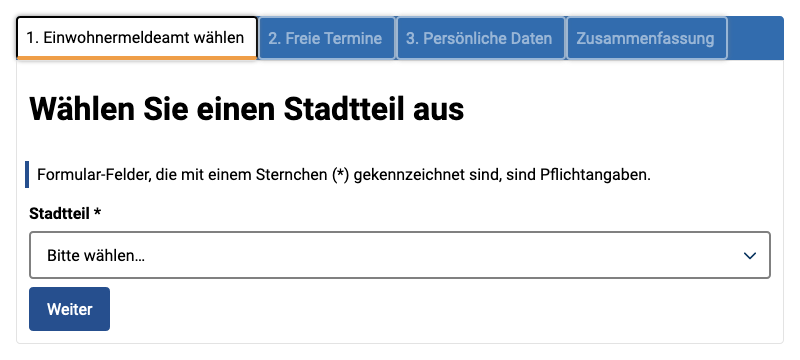 1. Einwohnermeldeamt wählen
2. Freie Termine
3. Persönliche Daten
Zusammenfassung
Wählen Sie einen Stadtteil aus
Formular-Felder, die mit einem Sternchen (*) gekennzeichnet sind, sind Pflichtangaben.
Stadtteil *
Bitte wählen...
Weiter